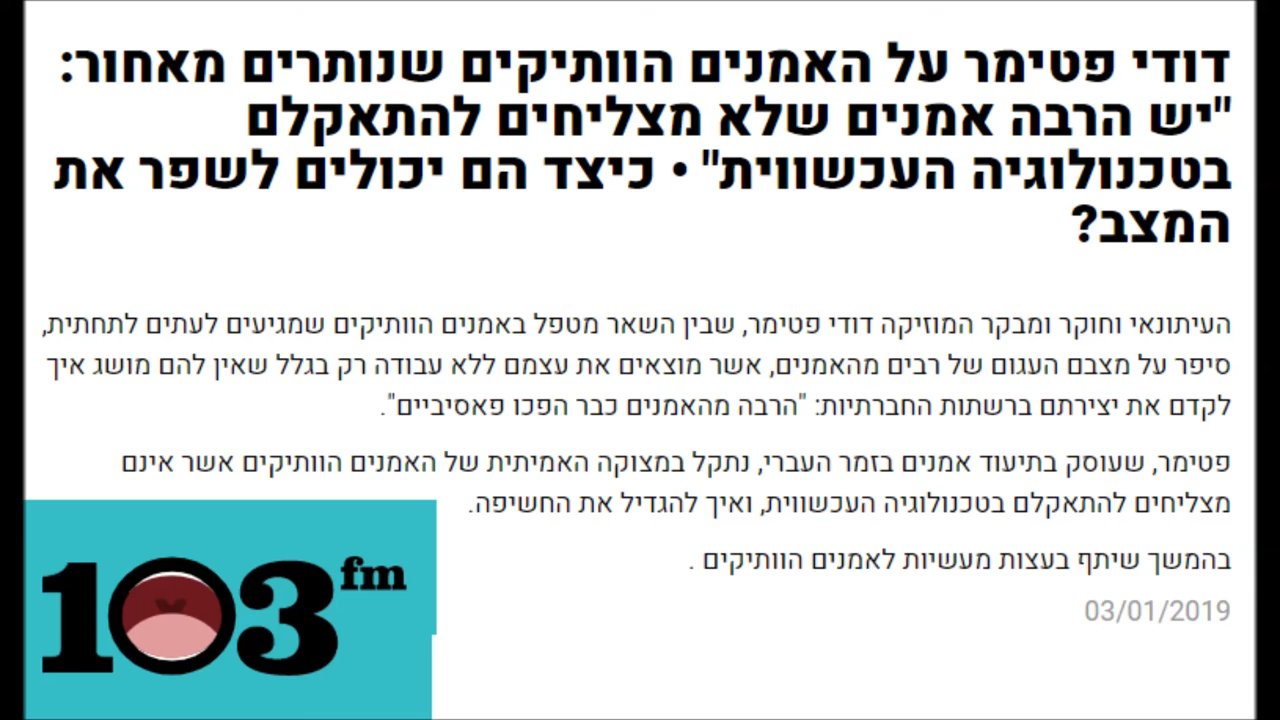 דודי פטימר על האמנים הוותיקים שנותרים מאחור:
"יש הרבה אמנים שלא מצליחים להתאקלם
בטכנולוגיה העכשווית" • כיצד הם יכולים לשפר את
המצב?
העיתונאי וחוקר ומבקר המוזיקה דודי פטימר, שבין השאר מטפל באמנים הוותיקים שמגיעים לעתים לתחתית,
סיפר על מצבם העגום של רבים מהאמנים, אשר מוצאים את עצמם ללא עבודה רק בגלל שאין להם מושג איך
לקדם את יצירתם ברשתות החברתיות: "הרבה מהאמנים כבר הפכו פאסיביים".
פטימר, שעוסק בתיעוד אמנים בזמר העברי, נתקל במצוקה האמיתית של האמנים הוותיקים אשר אינם
מצליחים להתאקלם בטכנולוגיה העכשווית, ואיך להגדיל את החשיפה.
בהמשך שיתף בעצות מעשיות לאמנים הוותיקים .
03/01/2019
103 fm